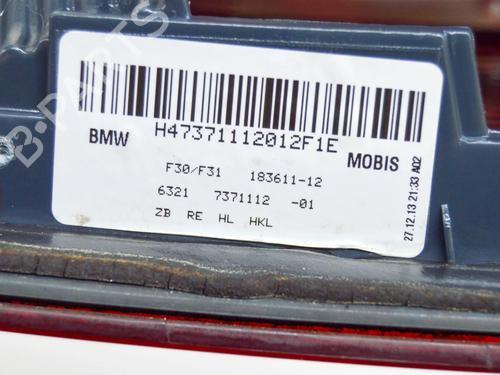 B-PARTS
H47371112012F1E
BMW
MOBIS
F30/F31 183611-12
6321 7371112 -01
ZB RE HL HKL
27.12.13 21:33 A02